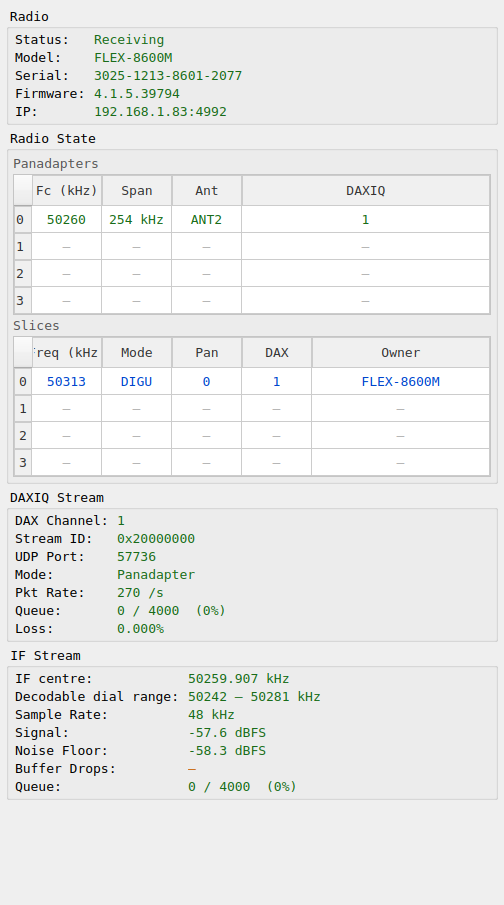 Radio
Status: Receiving
Model: FLEX-8600M
Serial: 3025-1213-8601-2077
Firmware: 4.1.5.39794
IP: 192.168.1.83:4992
Radio State
Panadapters
Fc (kHz) Span Ant DAXIQ
0 50260 254 kHz ANT2 1
1 — — — —
2 — — — —
3 — — — —
Slices
req (kHz Mode Pan DAX Owner
0 50313 DIGU 0 1 FLEX-8600M
1 — — — — —
2 — — — — —
3 — — — — —
DAXIQ Stream
DAX Channel: 1
Stream ID: 0x20000000
UDP Port: 57736
Mode: Panadapter
Pkt Rate: 270 /s
Queue: 0 / 4000 (0%)
Loss: 0.000%
IF Stream
IF centre: 50259.907 kHz
Decodable dial range: 50242 – 50281 kHz
Sample Rate: 48 kHz
Signal: -57.6 dBFS
Noise Floor: -58.3 dBFS
Buffer Drops: —
Queue: 0 / 4000 (0%)